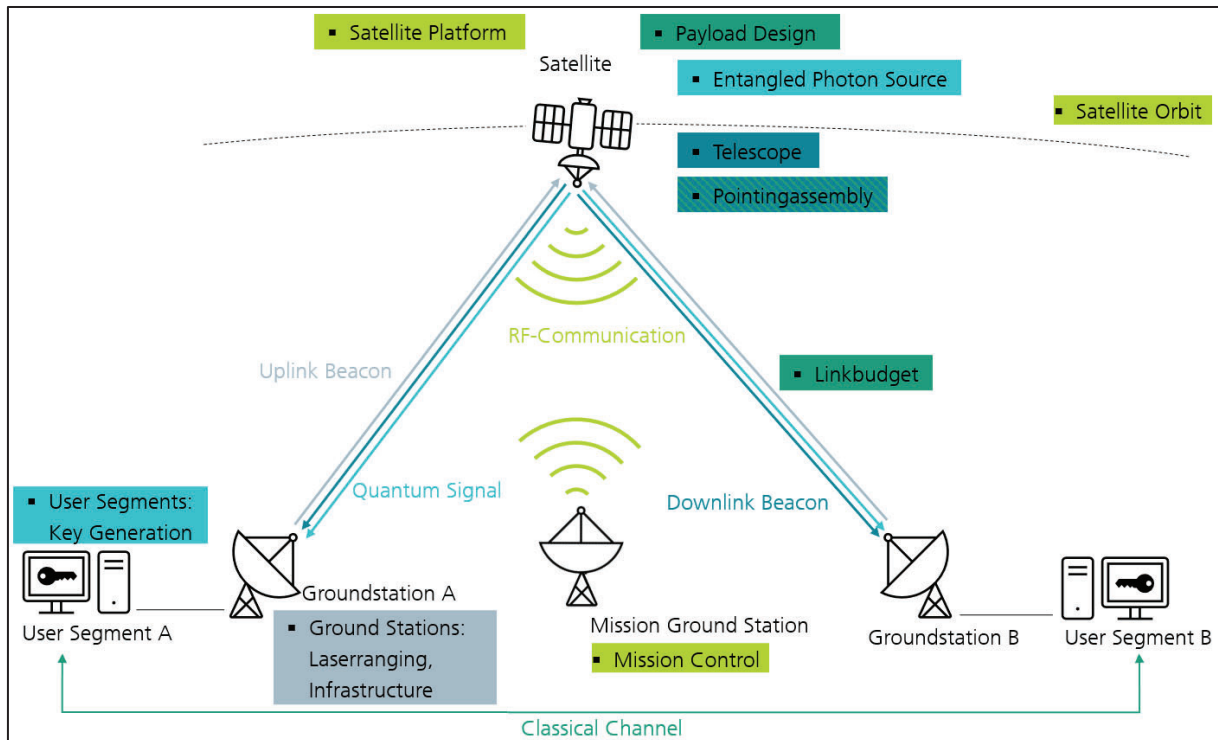 ▪ Satellite Platform
▪ Payload Design
Satellite
▪ Entangled Photon Source
▪ Satellite Orbit
▪ Telescope
▪ Pointingassembly
RF-Communication
Uplink Beacon
▪ Linkbudget
Quantum Signal
Downlink Beacon
▪ User Segments:
Key Generation
Groundstation A
User Segment A
Mission Ground Station
Groundstation B
User Segment B
▪ Ground Stations:
Laserranging,
Infrastructure
▪ Mission Control
Classical Channel